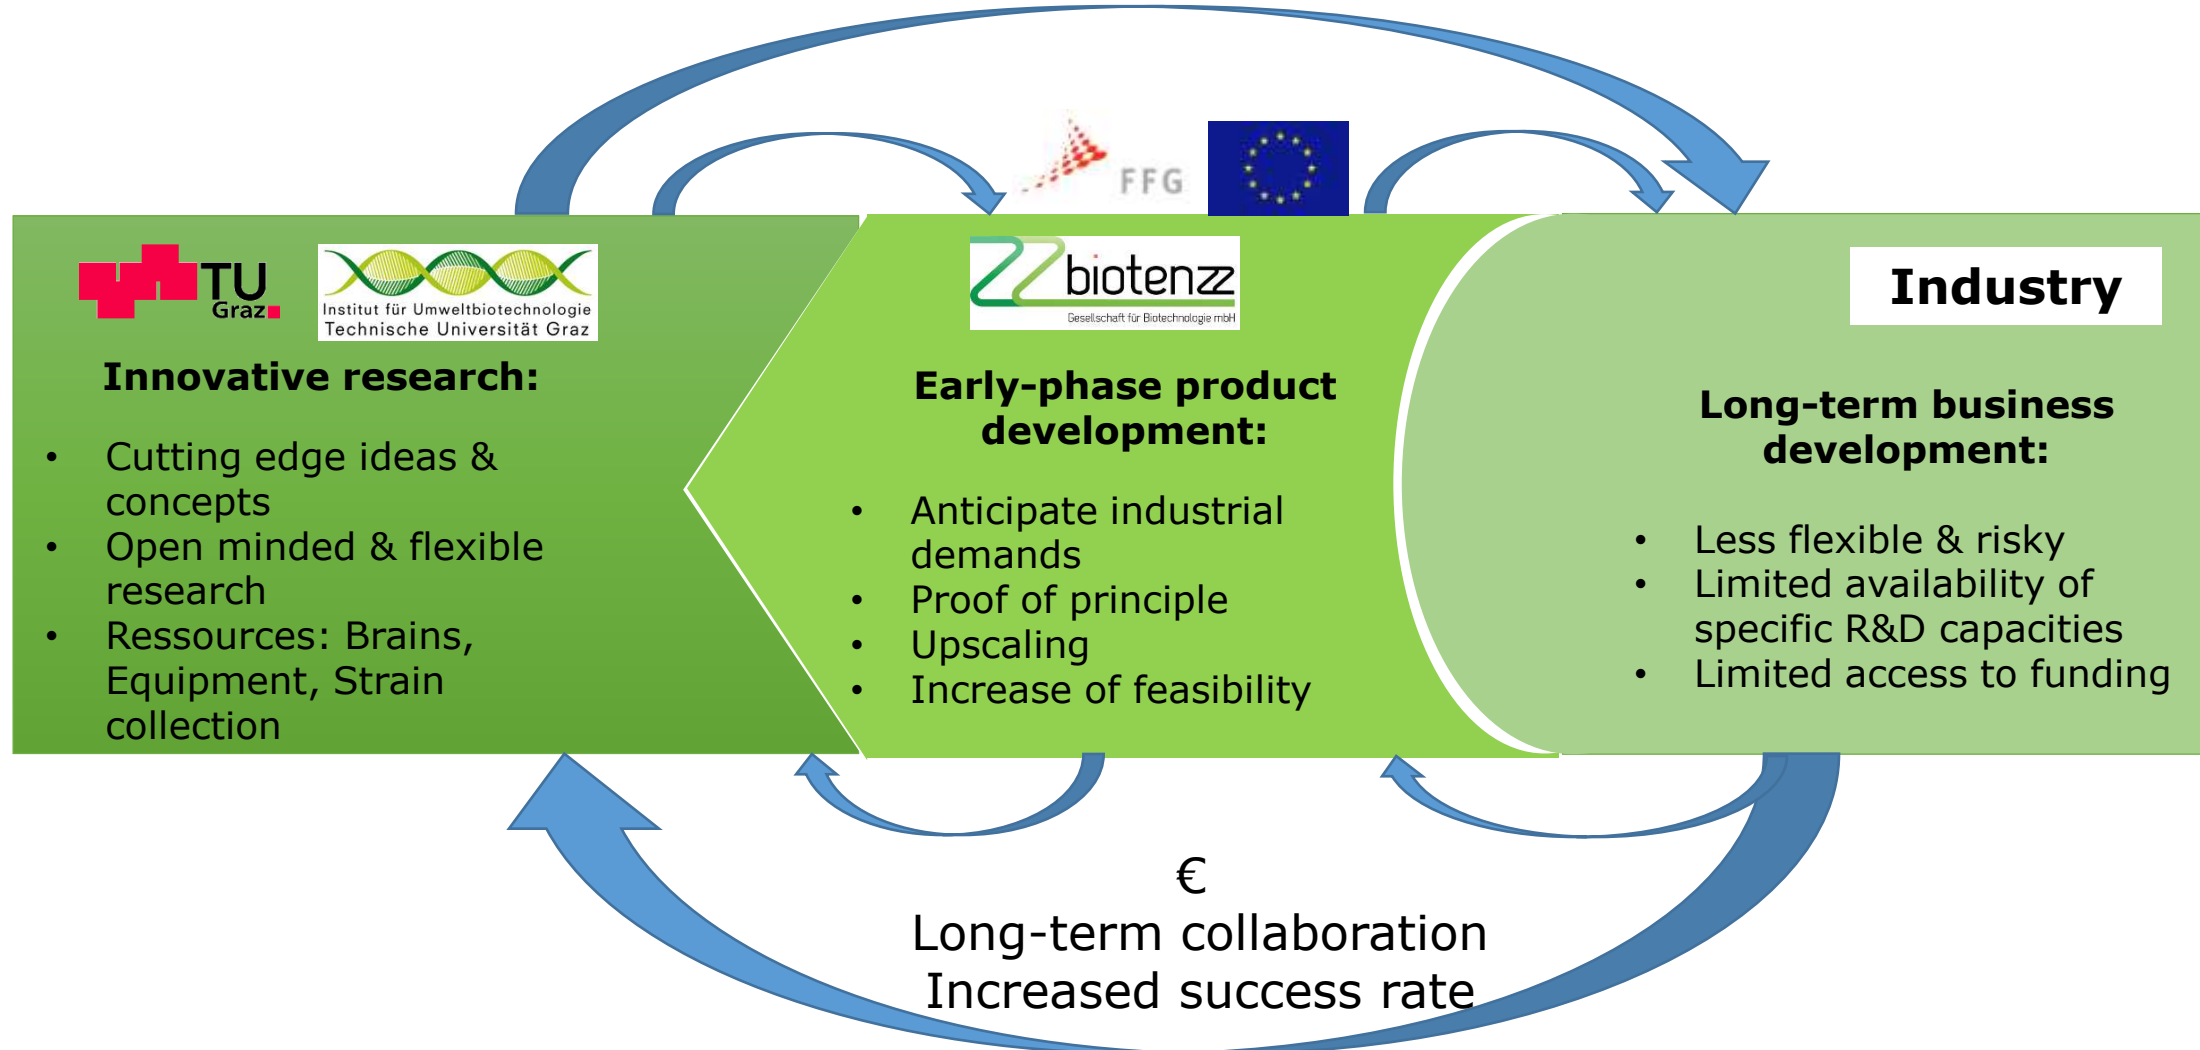 FFG
TU
Graz
Institut für Umweltbiotechnologie
Technische Universität Graz
Innovative research:
• Cutting edge ideas &
concepts
• Open minded & flexible
research
• Ressources: Brains,
Equipment, Strain
collection
biotenzz
Gesellschaft für Biotechnologie mbH
Early-phase product
development:
• Anticipate industrial
demands
• Proof of principle
• Upscaling
• Increase of feasibility
Industry
Long-term business
development:
• Less flexible & risky
• Limited availability of
specific R&D capacities
• Limited access to funding
€
Long-term collaboration
Increased success rate